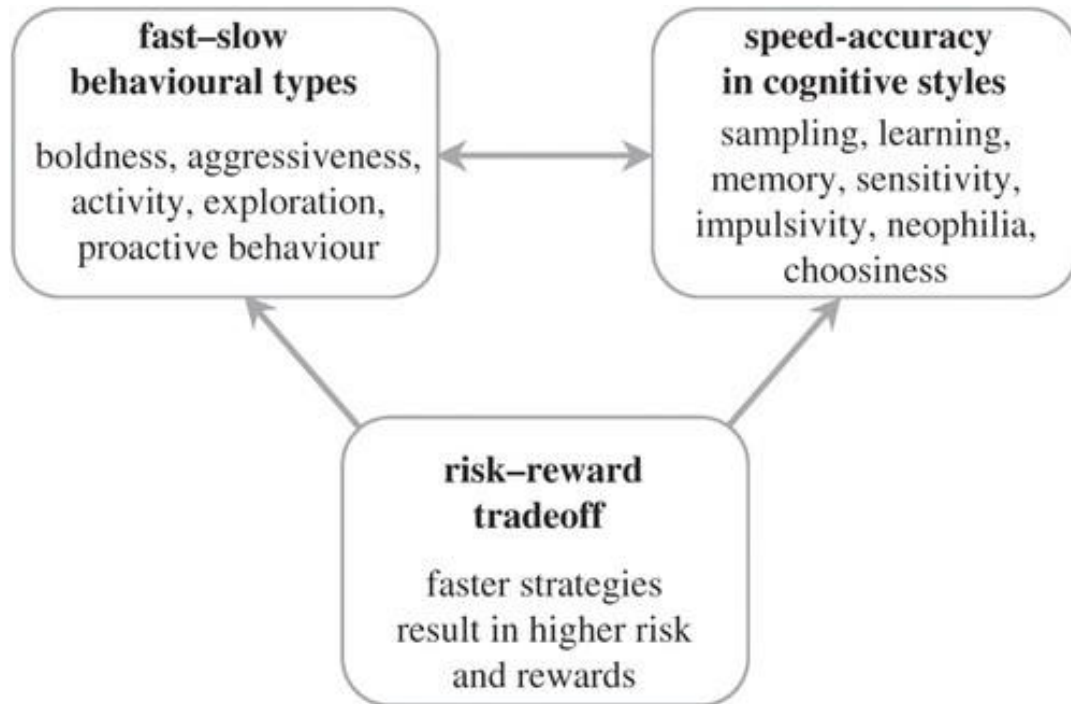 fast–slow
behavioural types
boldness, aggressiveness,
activity, exploration,
proactive behaviour
speed-accuracy
in cognitive styles
sampling, learning,
memory, sensitivity,
impulsivity, neophilia,
choosiness
risk–reward
tradeoff
faster strategies
result in higher risk
and rewards